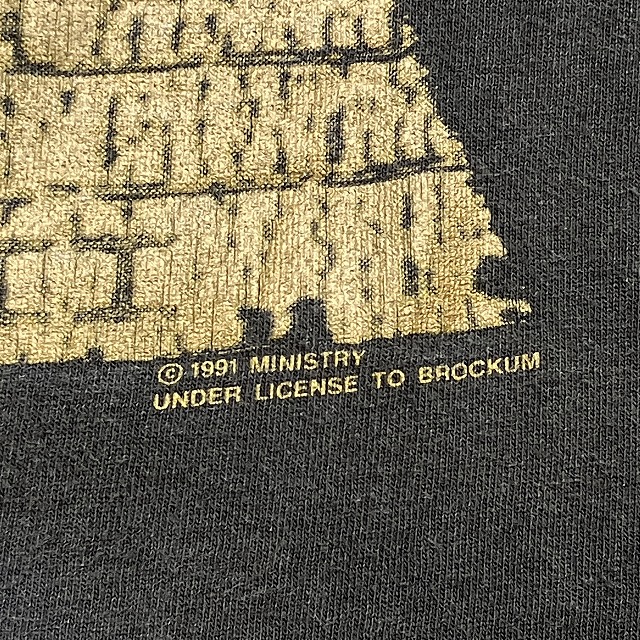 © 1991 MINISTRY
UNDER LICENSE TO BROCKUM